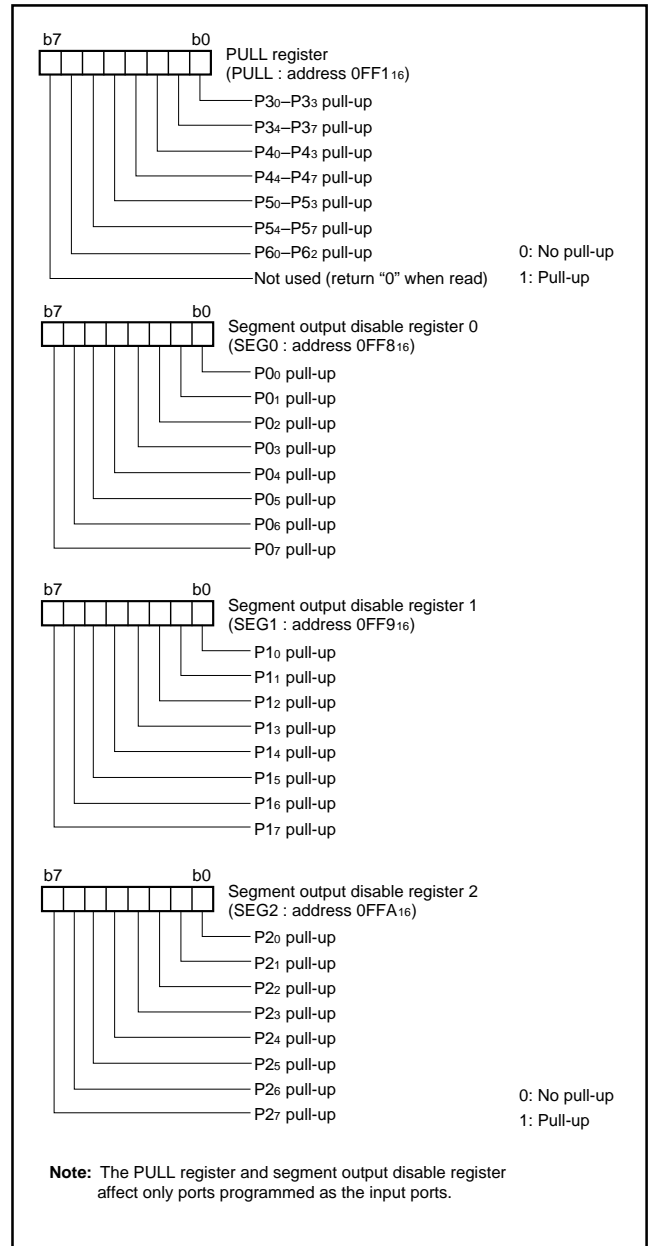 b7 b0
PULL register
(PULL : address 0FF1₁₆)
P3₀–P3₃ pull-up
P3₄–P3₇ pull-up
P4₀–P4₃ pull-up
P4₄–P4₇ pull-up
P5₀–P5₃ pull-up
P5₄–P5₇ pull-up
P6₀–P6₂ pull-up 0: No pull-up
Not used (return “0” when read) 1: Pull-up
b7 b0
Segment output disable register 0
(SEG0 : address 0FF8₁₆)
P0₀ pull-up
P0₁ pull-up
P0₂ pull-up
P0₃ pull-up
P0₄ pull-up
P0₅ pull-up
P0₆ pull-up
P0₇ pull-up
b7 b0
Segment output disable register 1
(SEG1 : address 0FF9₁₆)
P1₀ pull-up
P1₁ pull-up
P1₂ pull-up
P1₃ pull-up
P1₄ pull-up
P1₅ pull-up
P1₆ pull-up
P1₇ pull-up
b7 b0
Segment output disable register 2
(SEG2 : address 0FFA₁₆)
P2₀ pull-up
P2₁ pull-up
P2₂ pull-up
P2₃ pull-up
P2₄ pull-up
P2₅ pull-up
P2₆ pull-up 0: No pull-up
P2₇ pull-up 1: Pull-up
Note: The PULL register and segment output disable register
affect only ports programmed as the input ports.